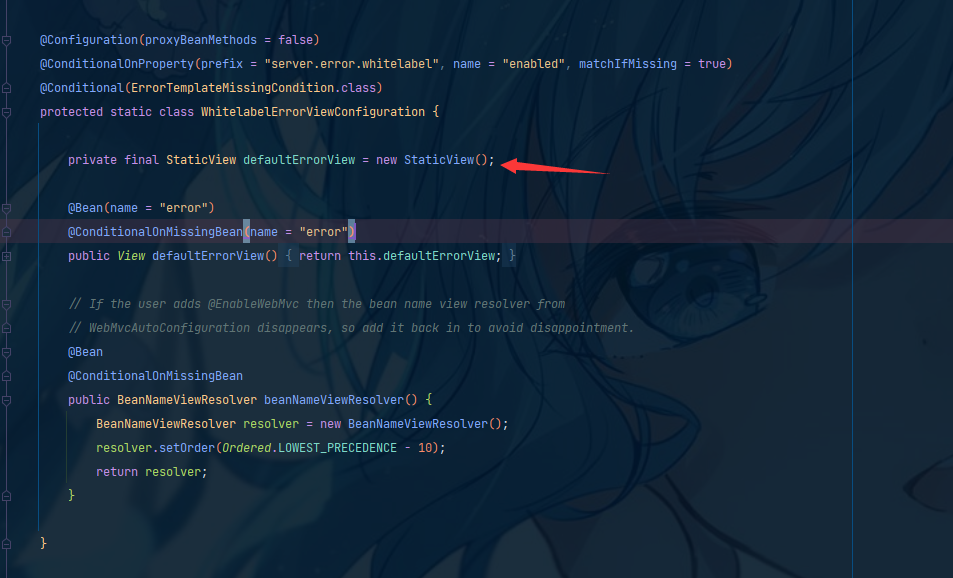 @Configuration(proxyBeanMethods = false)
@ConditionalOnProperty(prefix = "server.error.whitelabel", name = "enabled", matchIfMissing = true)
@Conditional(ErrorTemplateMissingCondition.class)
protected static class WhitelabelErrorViewConfiguration {
private final StaticView defaultErrorView = new StaticView();
@Bean(name = "error")
@ConditionalOnMissingBean(name = "error")
public View defaultErrorView() { return this.defaultErrorView; }
// If the user adds @EnableWebMvc then the bean name view resolver from
// WebMvcAutoConfiguration disappears, so add it back in to avoid disappointment.
@Bean
@ConditionalOnMissingBean
public BeanNameViewResolver beanNameViewResolver() {
BeanNameViewResolver resolver = new BeanNameViewResolver();
resolver.setOrder(Ordered.LOWEST_PRECEDENCE - 10);
return resolver;
}
}